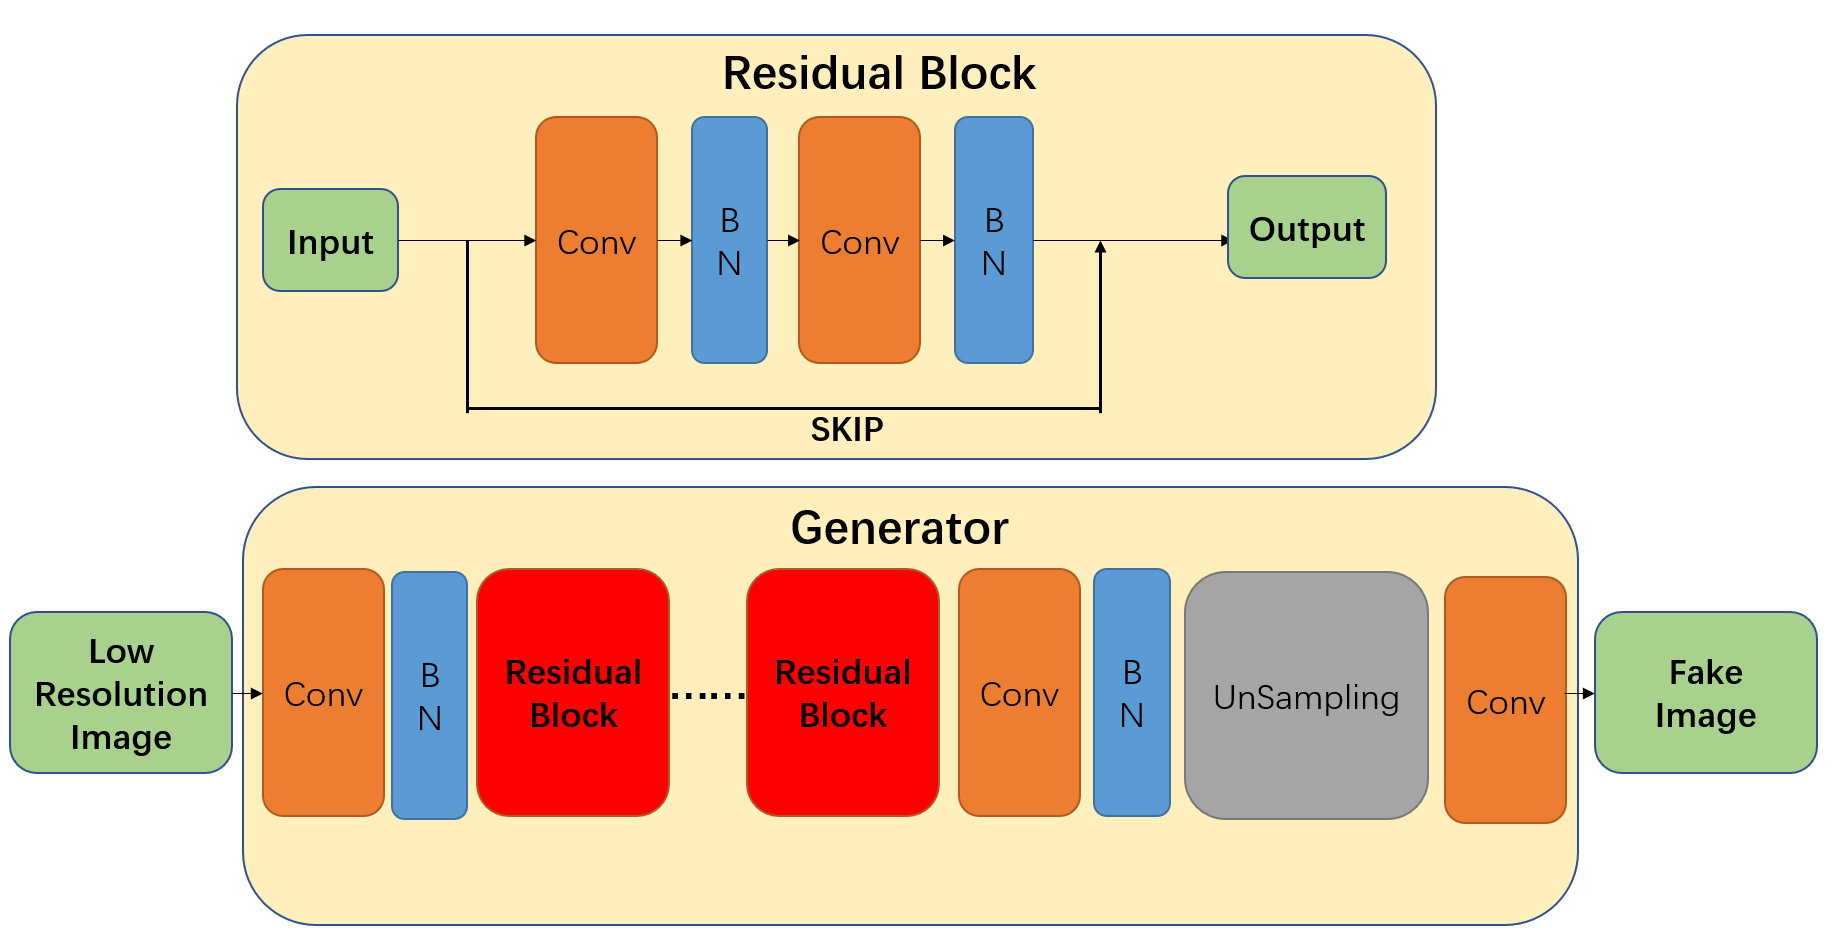 Residual Block
Input
Conv
B
N
Conv
B
N
Output
SKIP
Generator
Low
Resolution
Image
Conv
B
N
Residual
Block
......
Residual
Block
Conv
B
N
UnSampling
Conv
Fake
Image